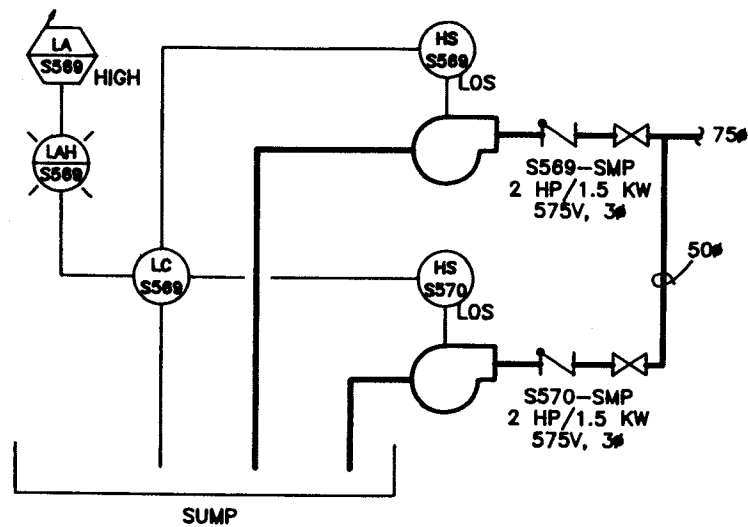 LA
S569
HIGH
LAH
S569
HS
S569
LOS
75ø
S569-SMP
2 HP/1.5 KW
575V, 3ø
LC
S569
HS
S570
LOS
50ø
S570-SMP
2 HP/1.5 KW
575V, 3ø
SUMP